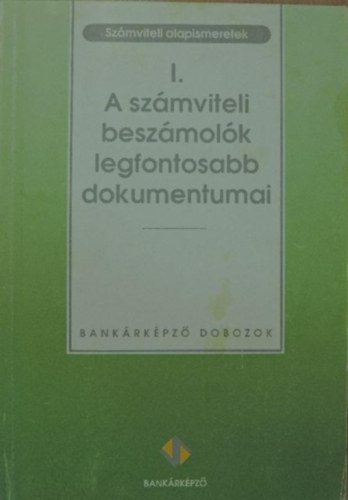 Számviteli alapismeretek
I.
A számviteli
beszámolók
legfontosabb
dokumentumai
BANKÁRKÉPZŐ DOBOZOK
BANKÁRKÉPZŐ